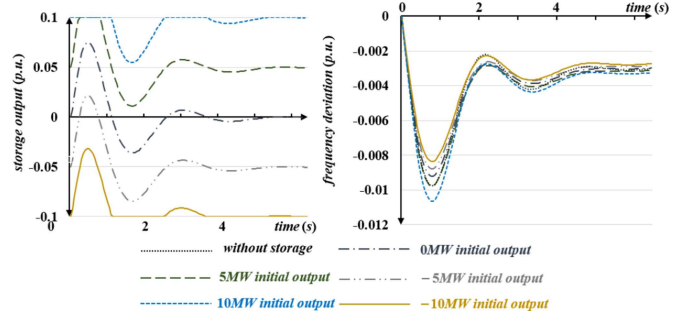 storage output (p.u.)
0.1
0.05
0
-0.05
-0.1
0
2
4
time (s)
frequency deviation (p.u.)
time (s)
0
2
4
-0.002
-0.004
-0.006
-0.008
-0.01
-0.012
without storage
0MW initial output
5MW initial output
−5MW initial output
10MW initial output
−10MW initial output